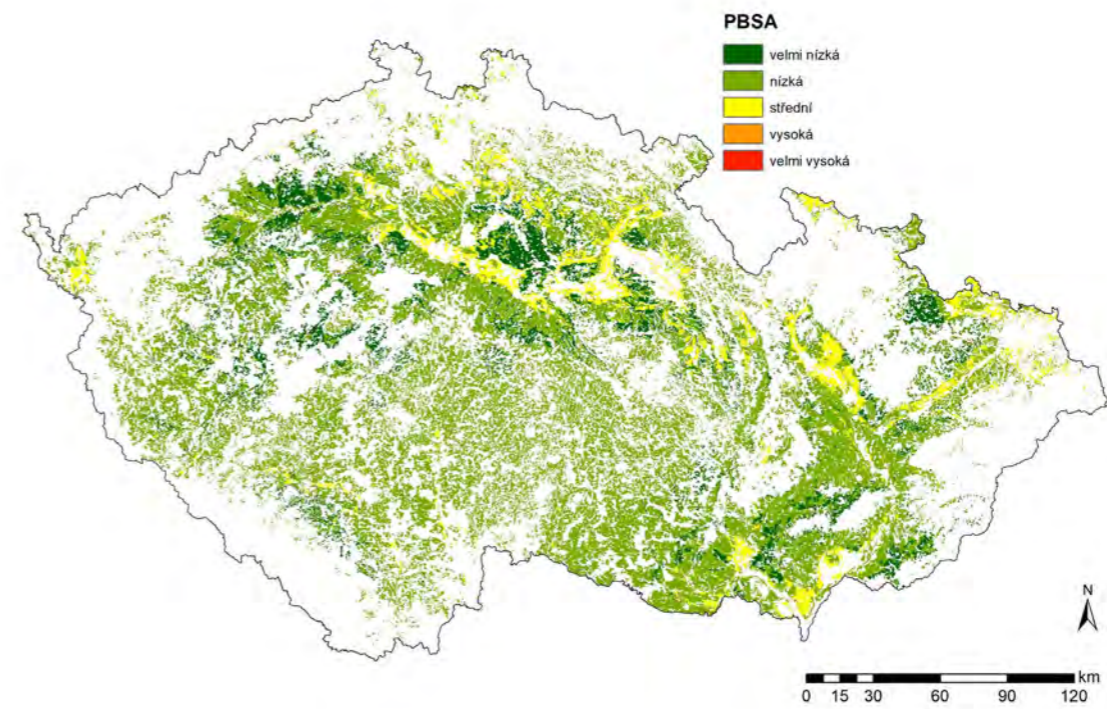 PBSA
velmi nízká
nízká
střední
vysoká
velmi vysoká
N
km
0 15 30 60 90 120